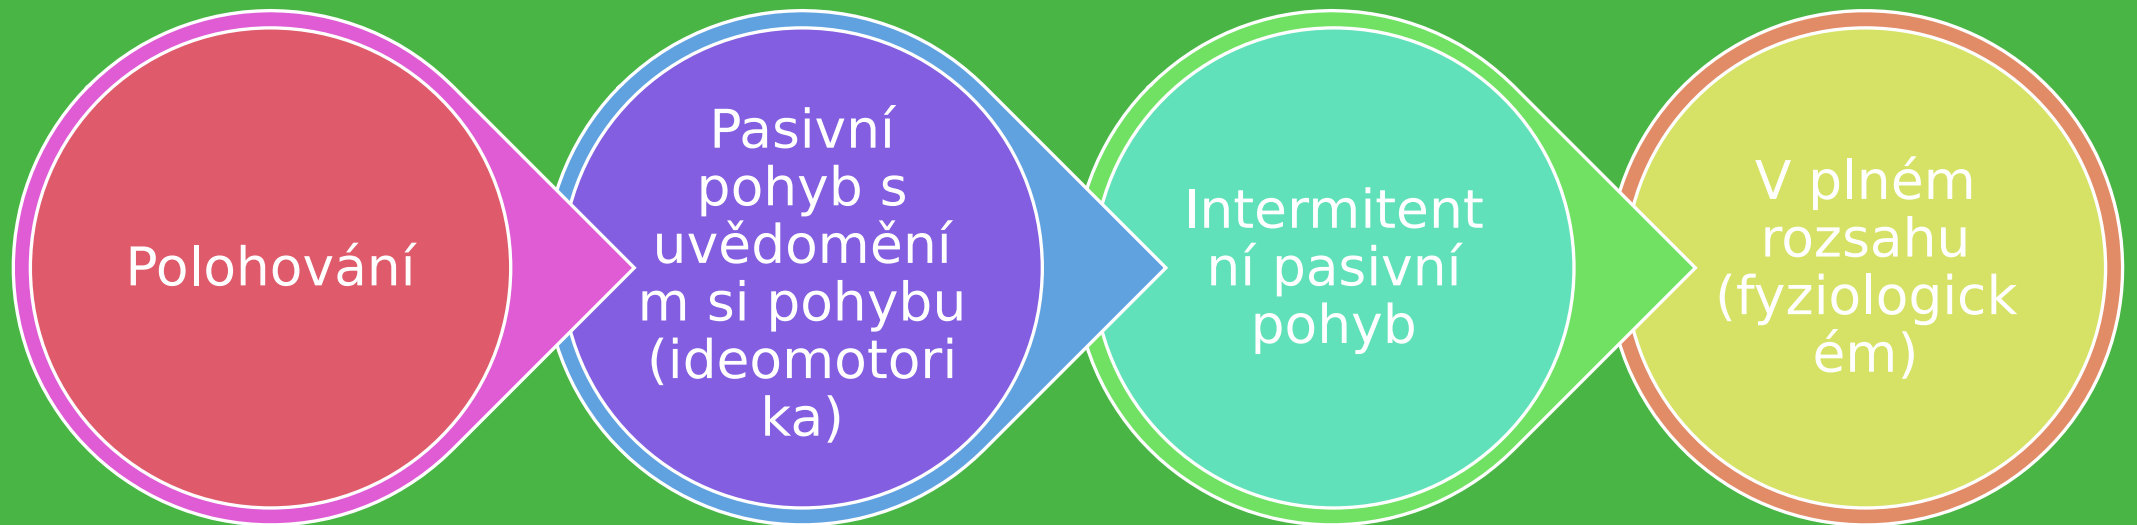 Polohování
Pasivní
pohyb s
uvědomění
m si pohybu
(ideomotori
ka)
Intermitent
ní pasivní
pohyb
V plném
rozsahu
(fyziologick
ém)